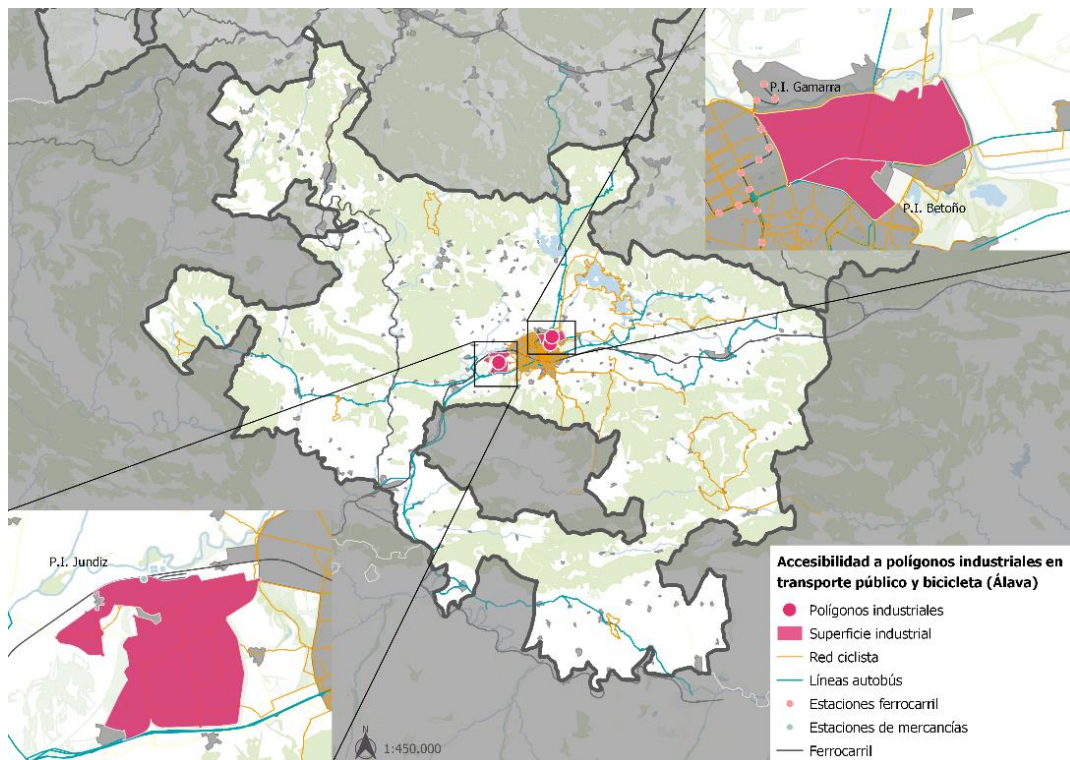 P.I. Gamarra
P.I. Betoño
P.I. Jundiz
N
1:450.000
Accesibilidad a polígonos industriales en
transporte público y bicicleta (Álava)
Polígonos industriales
Superficie industrial
Red ciclista
Líneas autobús
Estaciones ferrocarril
Estaciones de mercancías
Ferrocarril